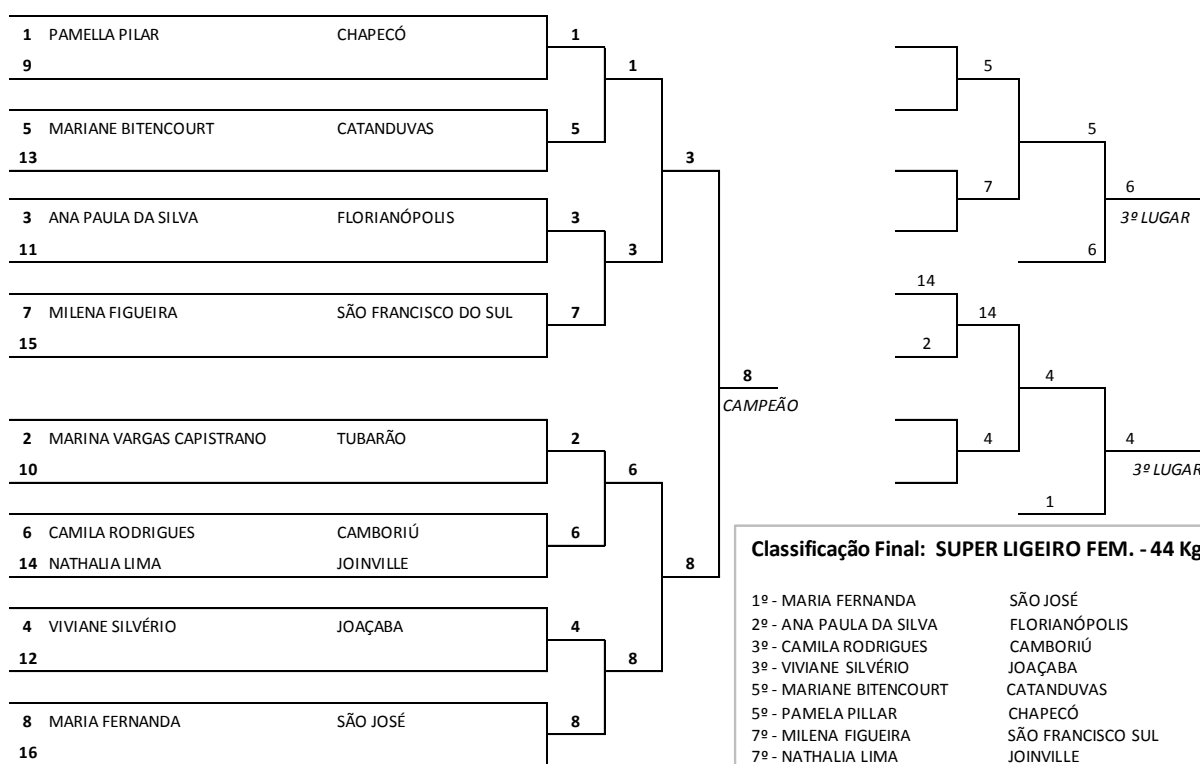 1 PAMELLA PILAR CHAPECÓ
9
5 MARIANE BITENCOURT CATANDUVAS
13
3 ANA PAULA DA SILVA FLORIANÓPOLIS
11
7 MILENA FIGUEIRA SÃO FRANCISCO DO SUL
15
2 MARINA VARGAS CAPISTRANO TUBARÃO
10
6 CAMILA RODRIGUES CAMBORIÚ
14 NATHALIA LIMA JOINVILLE
4 VIVIANE SILVÉRIO JOAÇABA
12
8 MARIA FERNANDA SÃO JOSÉ
16
1
5
3
7
2
6
4
8
1
3
6
8
3
8
8
CAMPEÃO
5
7
5
6
6
3º LUGAR
14
2
14
4
4
1
4
3º LUGAR
Classificação Final: SUPER LIGEIRO FEM. - 44 Kg
1º - MARIA FERNANDA SÃO JOSÉ
2º - ANA PAULA DA SILVA FLORIANÓPOLIS
3º - CAMILA RODRIGUES CAMBORIÚ
3º - VIVIANE SILVÉRIO JOAÇABA
5º - MARIANE BITENCOURT CATANDUVAS
5º - PAMELA PILLAR CHAPECÓ
7º - MILENA FIGUEIRA SÃO FRANCISCO SUL
7º - NATHALIA LIMA JOINVILLE